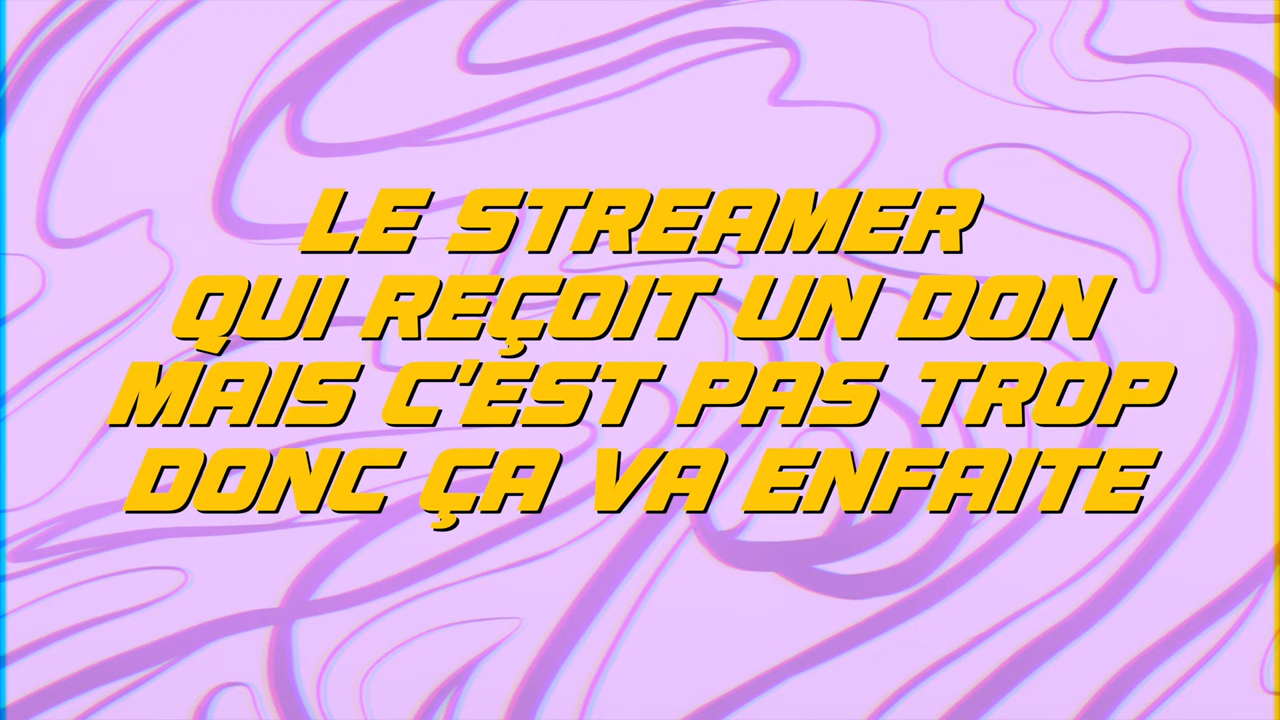 LE STREAMER
QUI REÇOIT UN DON
MAIS C'EST PAS TROP
DONC ÇA VA ENFAITE